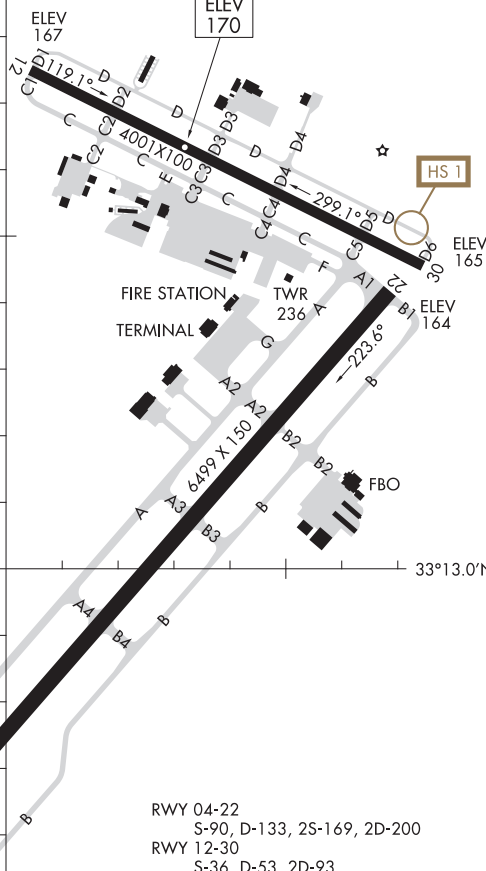 ELEV
170
ELEV
167
12
D1
119.1°
D
D2
C1
C
C2
D
D3
4001X100
C2
C
E
C3
D3
C3
D
D4
D4
C
C4
C4
299.1°
D5
D
HS 1
C
C5
D6
30
ELEV
165
F
A1
22
FIRE STATION
TWR
236
A
B1
ELEV
164
TERMINAL
G
223.6°
B
A2
A2
B2
B2
6499 X 150
FBO
A
A3
B3
B
33°13.0'N
A4
B4
B
B
RWY 04-22
S-90, D-133, 2S-169, 2D-200
RWY 12-30
S-36, D-53, 2D-93